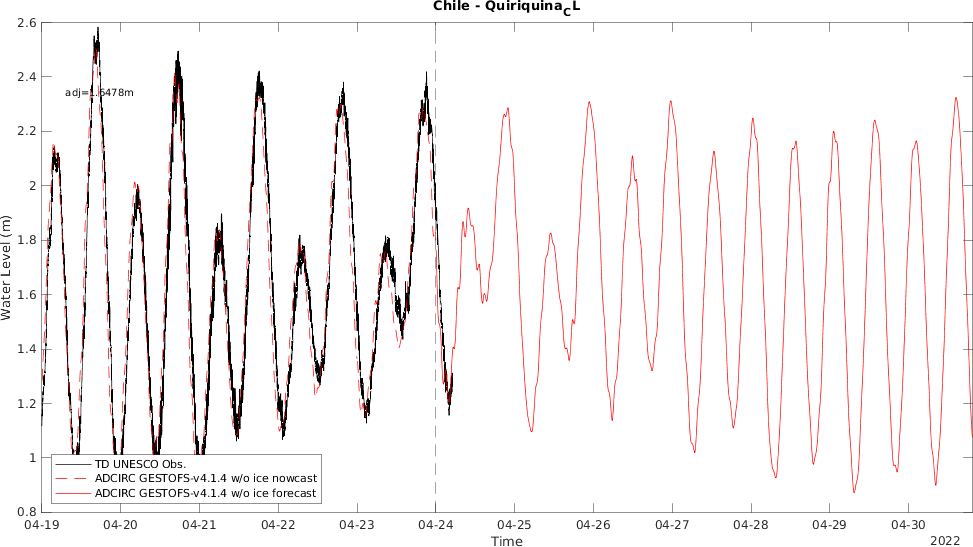 Chile - Quiriquina_CL
2.6
2.4
adj=1.6478m
2.2
2
1.8
Water Level (m)
1.6
1.4
1.2
1
TD UNESCO Obs.
ADCIRC GESTOFS-v4.1.4 w/o ice nowcast
ADCIRC GESTOFS-v4.1.4 w/o ice forecast
0.8
04-19 04-20 04-21 04-22 04-23 04-24 04-25 04-26 04-27 04-28 04-29 04-30
Time 2022